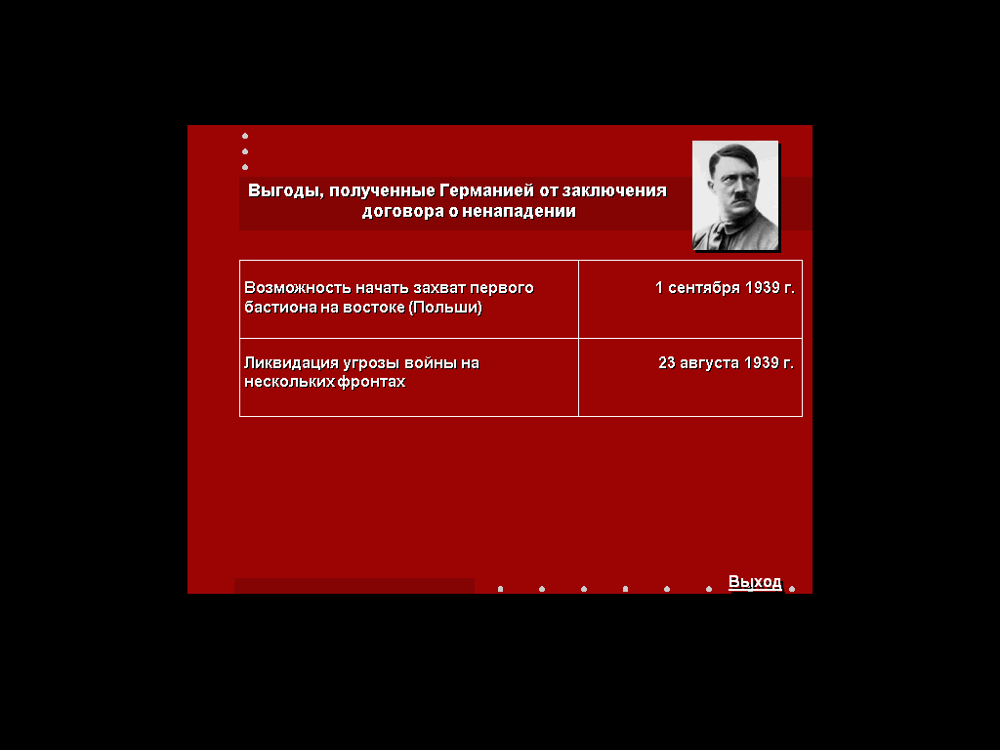 Выгоды, полученные Германией от заключения
договора о ненападении
Возможность начать захват первого
бастиона на востоке (Польши)
1 сентября 1939 г.
Ликвидация угрозы войны на
нескольких фронтах
23 августа 1939 г.
Выход